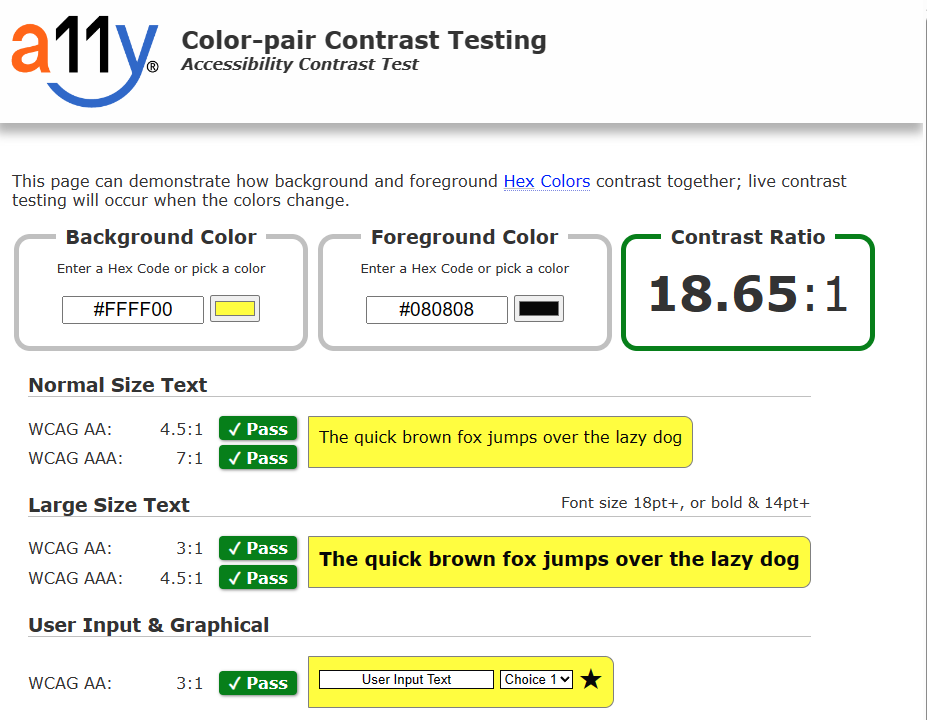 a11y®
Color-pair Contrast Testing
Accessibility Contrast Test
This page can demonstrate how background and foreground Hex Colors contrast together; live contrast
testing will occur when the colors change.
Background Color
Enter a Hex Code or pick a color
#FFFF00
Foreground Color
Enter a Hex Code or pick a color
#080808
Contrast Ratio
18.65:1
Normal Size Text
WCAG AA: 4.5:1 ✓ Pass
WCAG AAA: 7:1 ✓ Pass
The quick brown fox jumps over the lazy dog
Large Size Text
Font size 18pt+, or bold & 14pt+
WCAG AA: 3:1 ✓ Pass
WCAG AAA: 4.5:1 ✓ Pass
The quick brown fox jumps over the lazy dog
User Input & Graphical
WCAG AA: 3:1 ✓ Pass
User Input Text
Choice 1
★